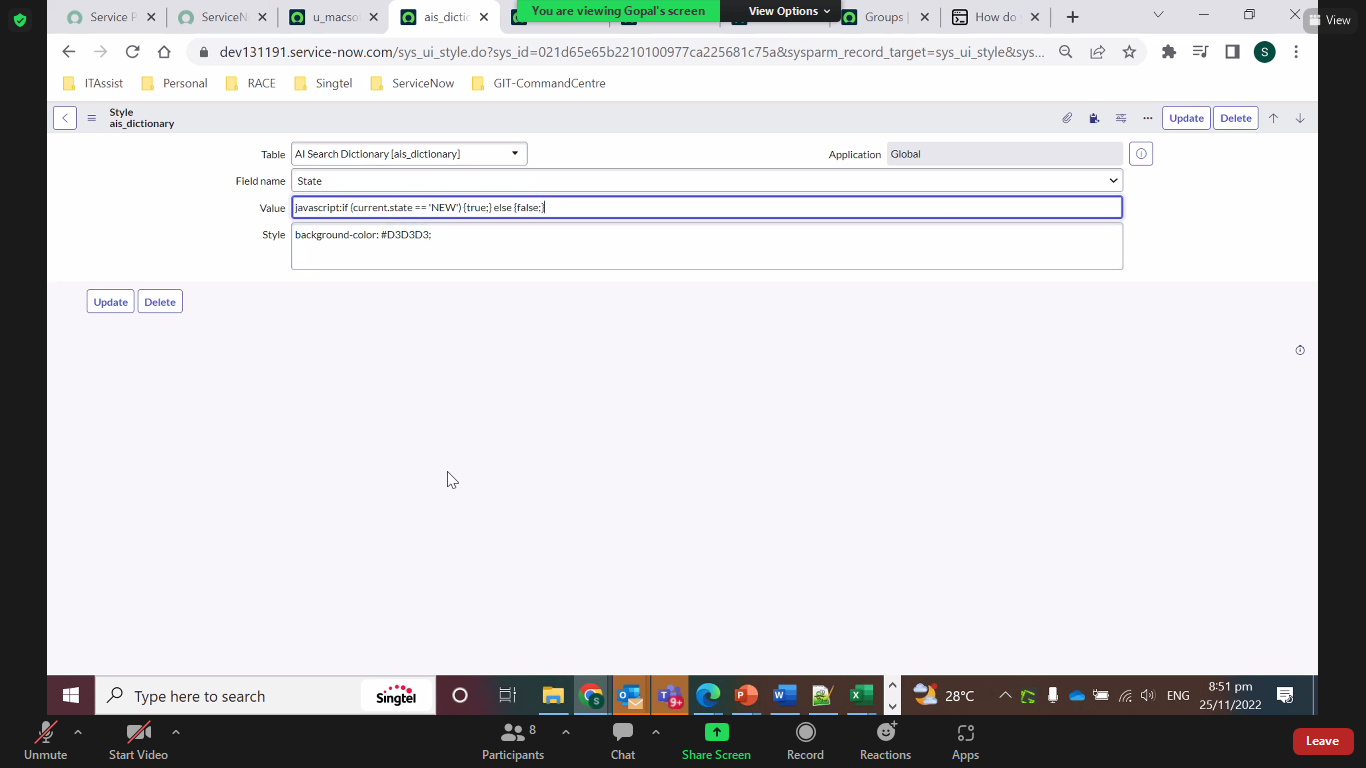 Service P
ServiceN
u_macsol
ais_dictic
You are viewing Gopal's screen
View Options
Groups |
How do
View
dev131191.service-now.com/sys_ui_style.do?sys_id=021d65e65b2210100977ca225681c75a&sysparm_record_target=sys_ui_style&sys...
S
ITAssist
Personal
RACE
Singtel
ServiceNow
GIT-CommandCentre
Style
ais_dictionary
Update
Delete
Table
AI Search Dictionary [ais_dictionary]
Application
Global
Field name
State
Value
javascript:if (current.state == 'NEW') {true;} else {false;}
Style
background-color: #D3D3D3;
Update
Delete
Type here to search
Singtel
9+
28°C
ENG
8:51 pm
25/11/2022
Unmute
Start Video
Participants
8
Chat
Share Screen
Record
Reactions
Apps
Leave